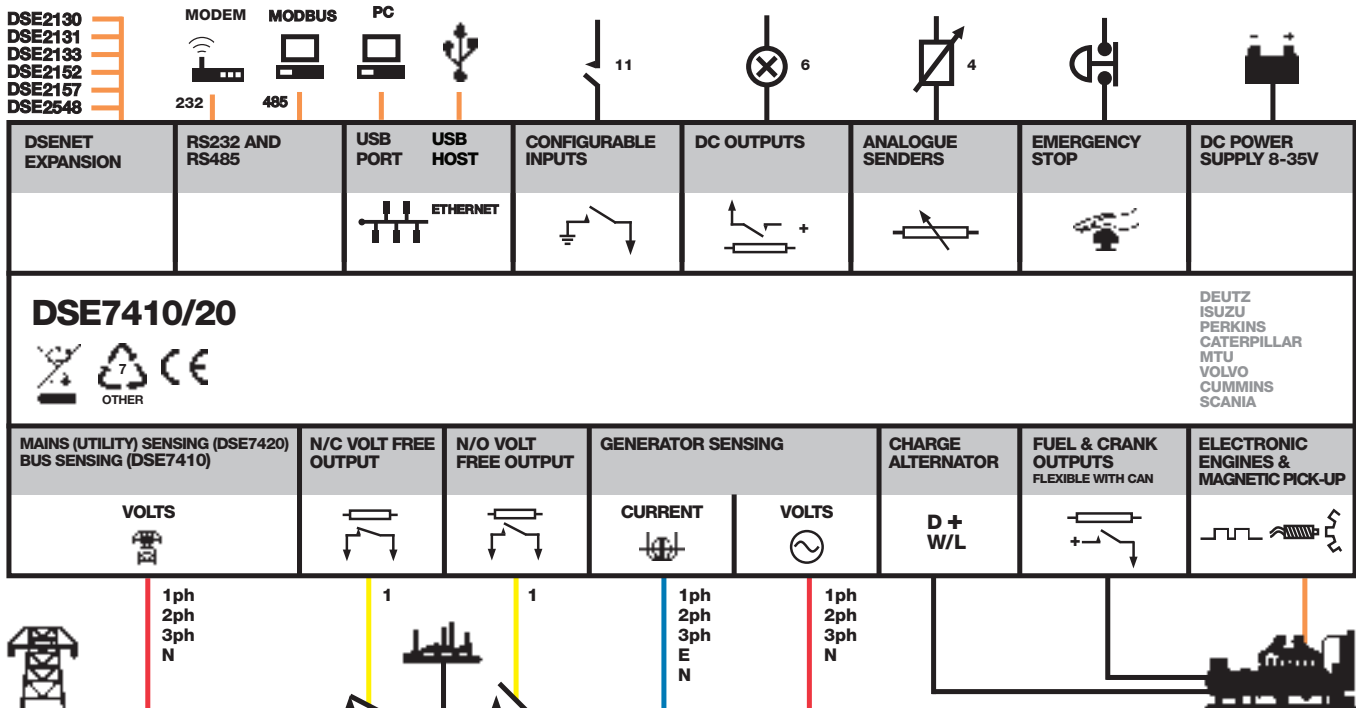 DSE2130
DSE2131
DSE2133
DSE2152
DSE2157
DSE2548
MODEM
MODBUS
PC
232
485
11
6
4
- +
DSENET
EXPANSION
RS232 AND
RS485
USB
PORT
USB
HOST
CONFIGURABLE
INPUTS
DC OUTPUTS
ANALOGUE
SENDERS
EMERGENCY
STOP
DC POWER
SUPPLY 8-35V
ETHERNET
+
DSE7410/20
7
OTHER
CE
DEUTZ
ISUZU
PERKINS
CATERPILLAR
MTU
VOLVO
CUMMINS
SCANIA
MAINS (UTILITY) SENSING (DSE7420)
BUS SENSING (DSE7410)
N/C VOLT FREE
OUTPUT
N/O VOLT
FREE OUTPUT
GENERATOR SENSING
CHARGE
ALTERNATOR
FUEL & CRANK
OUTPUTS
FLEXIBLE WITH CAN
ELECTRONIC
ENGINES &
MAGNETIC PICK-UP
VOLTS
CURRENT
VOLTS
D +
W/L
+
1ph
2ph
3ph
N
1
1
1ph
2ph
3ph
E
N
1ph
2ph
3ph
N